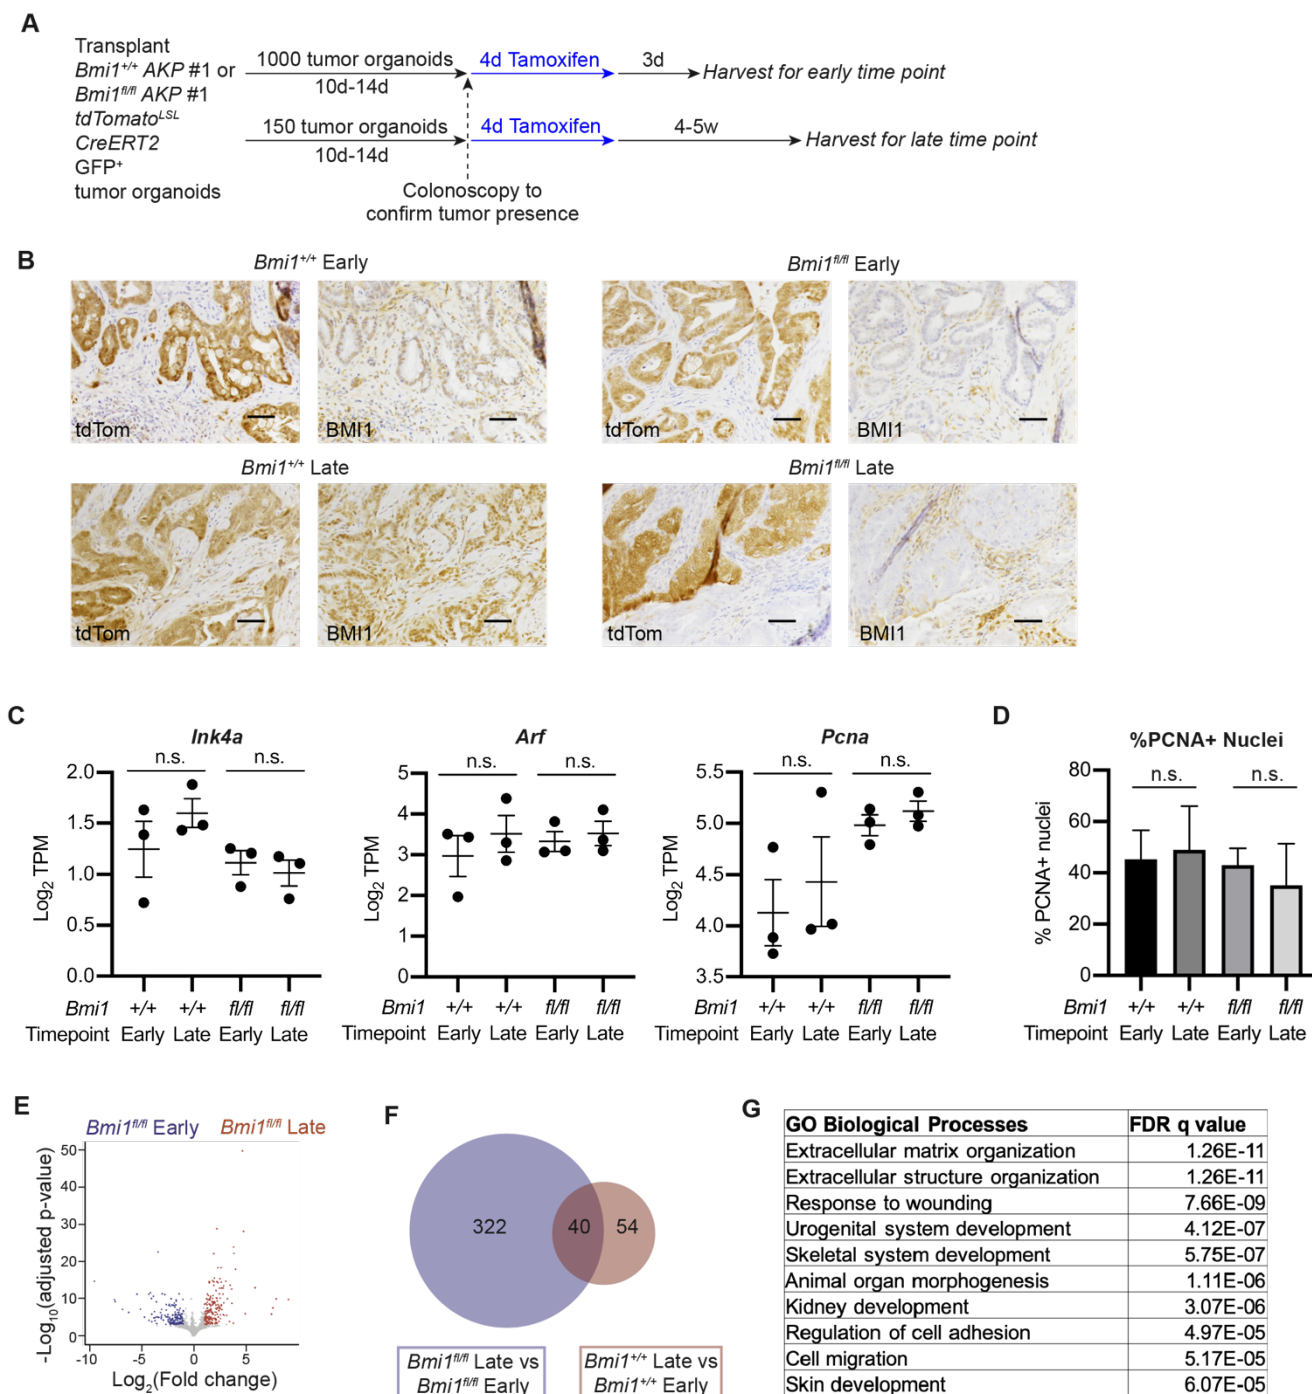 A
Transplant
Bmi1+/+ AKP #1 or
Bmi1fl/fl AKP #1
tdTomatoLSL
CreERT2
GFP+
tumor organoids
1000 tumor organoids
10d-14d
4d Tamoxifen
3d
Harvest for early time point
150 tumor organoids
10d-14d
4d Tamoxifen
4-5w
Harvest for late time point
Colonoscopy to
confirm tumor presence
B
Bmi1+/+ Early
Bmi1fl/fl Early
tdTom
BMI1
tdTom
BMI1
Bmi1+/+ Late
Bmi1fl/fl Late
tdTom
BMI1
tdTom
BMI1
C
Ink4a
n.s.
n.s.
2.0
1.5
1.0
0.5
0.0
Log2 TPM
Bmi1 +/+ +/+ fl/fl fl/fl
Timepoint Early Late Early Late
Arf
n.s.
n.s.
5
4
3
2
1
0
Log2 TPM
Bmi1 +/+ +/+ fl/fl fl/fl
Timepoint Early Late Early Late
Pcna
n.s.
n.s.
5.5
5.0
4.5
4.0
3.5
Log2 TPM
Bmi1 +/+ +/+ fl/fl fl/fl
Timepoint Early Late Early Late
D
%PCNA+ Nuclei
n.s.
n.s.
80
60
40
20
0
% PCNA+ nuclei
Bmi1 +/+ +/+ fl/fl fl/fl
Timepoint Early Late Early Late
E
Bmi1fl/fl Early
Bmi1fl/fl Late
50
40
30
20
10
0
-Log10(adjusted p-value)
-10 -5 0 5
Log2(Fold change)
F
322
40
54
Bmi1fl/fl Late vs
Bmi1fl/fl Early
Bmi1+/+ Late vs
Bmi1+/+ Early
G
GO Biological Processes FDR q value
Extracellular matrix organization 1.26E-11
Extracellular structure organization 1.26E-11
Response to wounding 7.66E-09
Urogenital system development 4.12E-07
Skeletal system development 5.75E-07
Animal organ morphogenesis 1.11E-06
Kidney development 3.07E-06
Regulation of cell adhesion 4.97E-05
Cell migration 5.17E-05
Skin development 6.07E-05